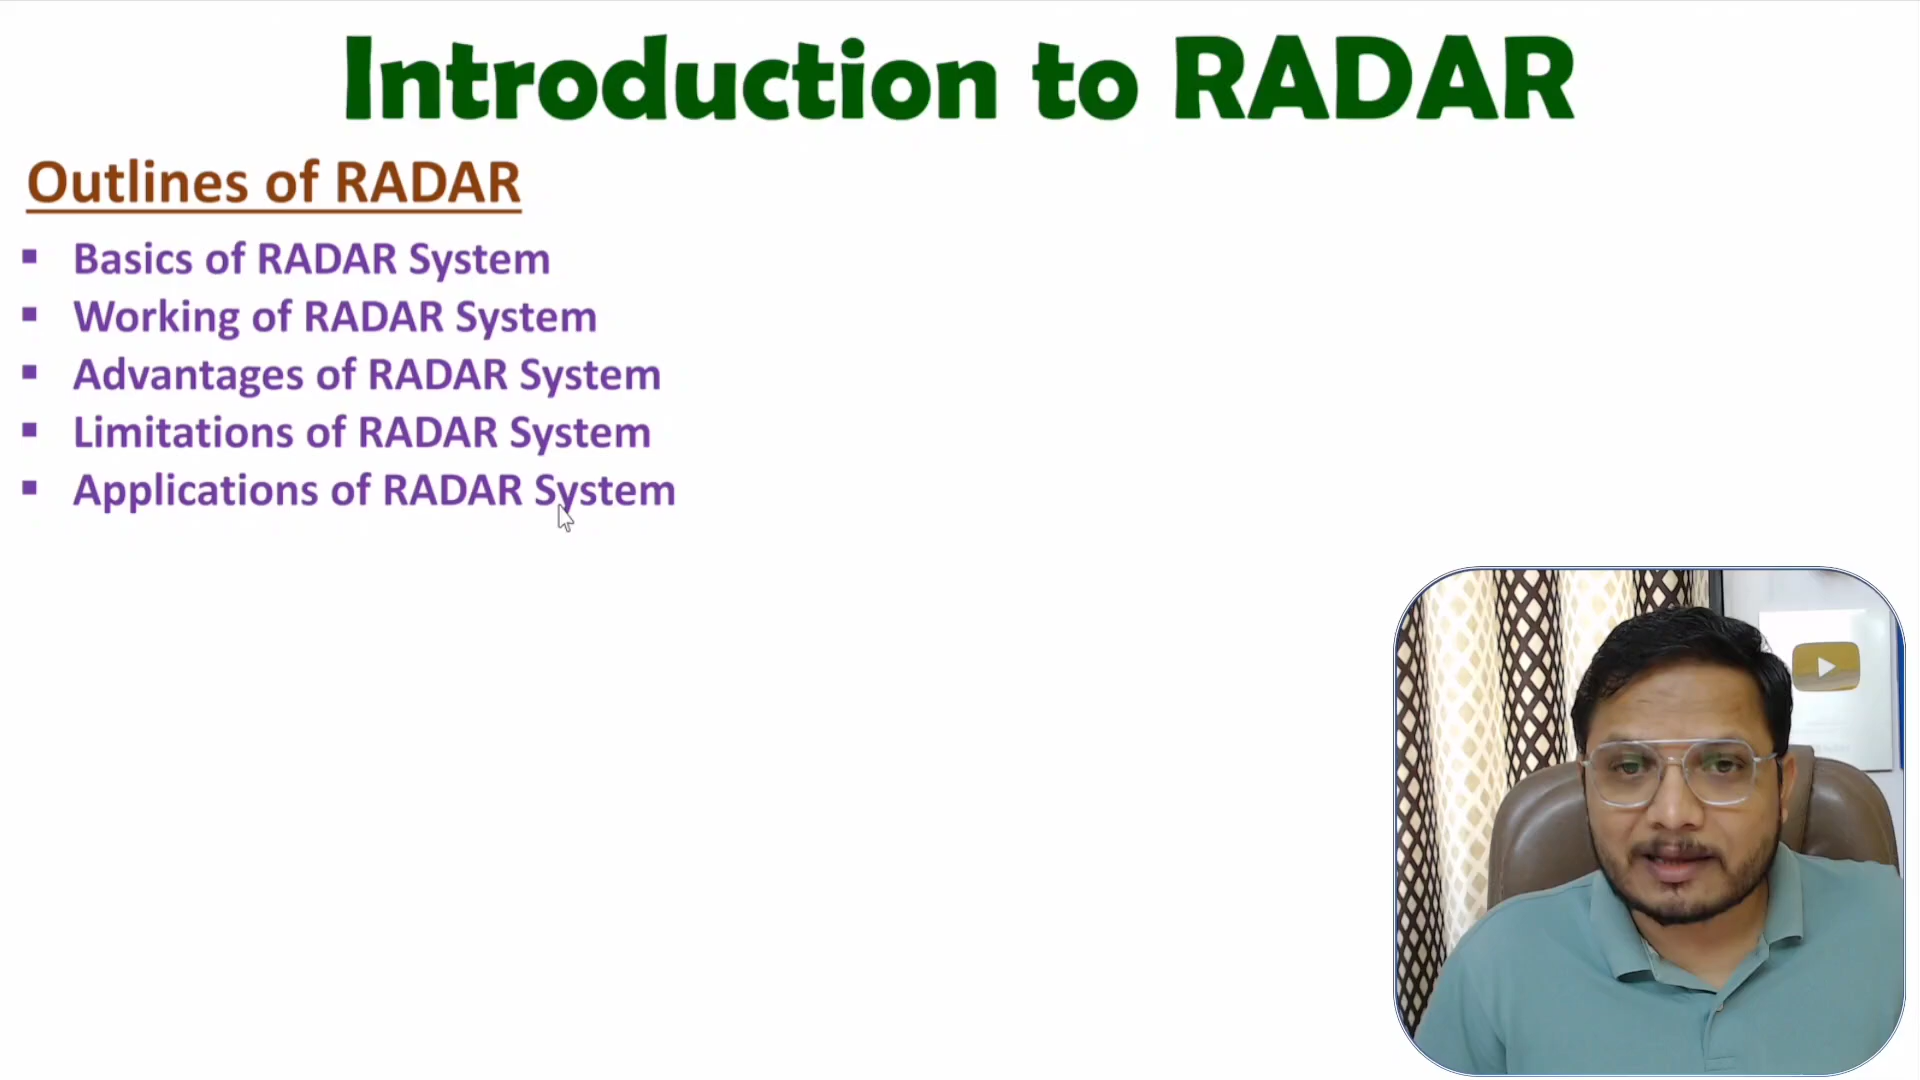 Introduction to RADAR
Outlines of RADAR
▪ Basics of RADAR System
▪ Working of RADAR System
▪ Advantages of RADAR System
▪ Limitations of RADAR System
▪ Applications of RADAR System